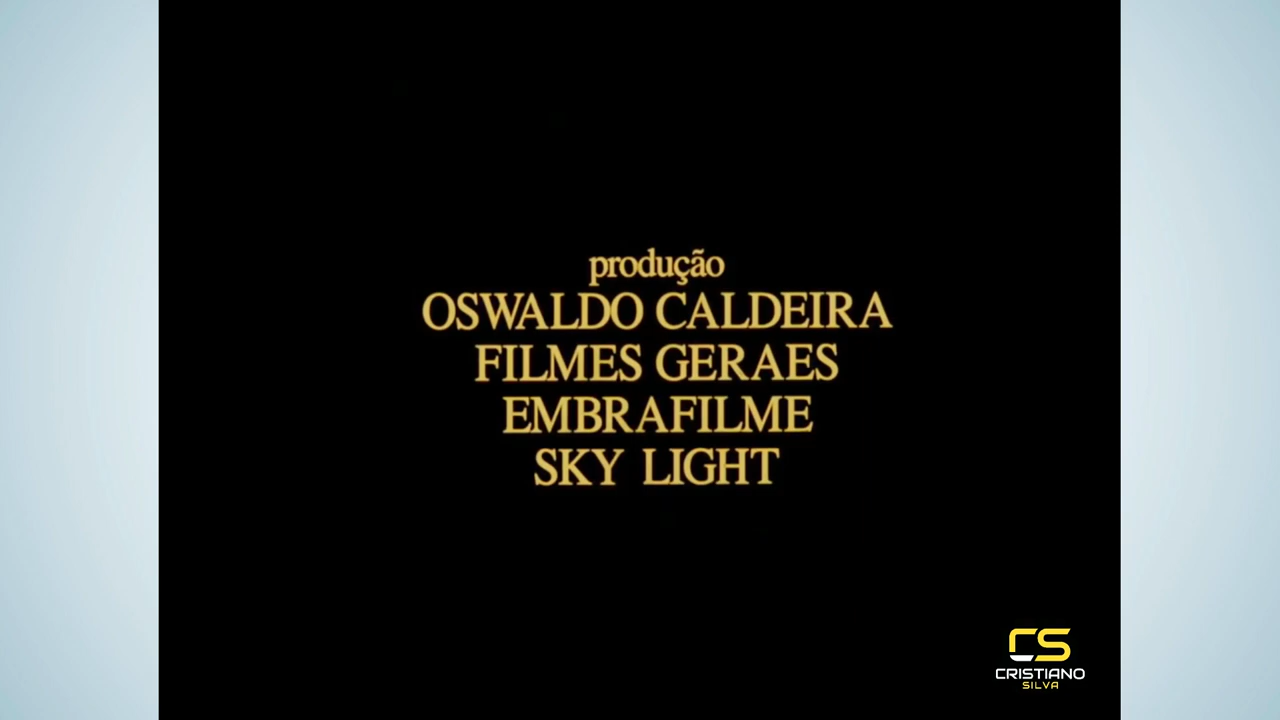 produção
OSWALDO CALDEIRA
FILMES GERAES
EMBRAFILME
SKY LIGHT
CS
CRISTIANO
SILVA